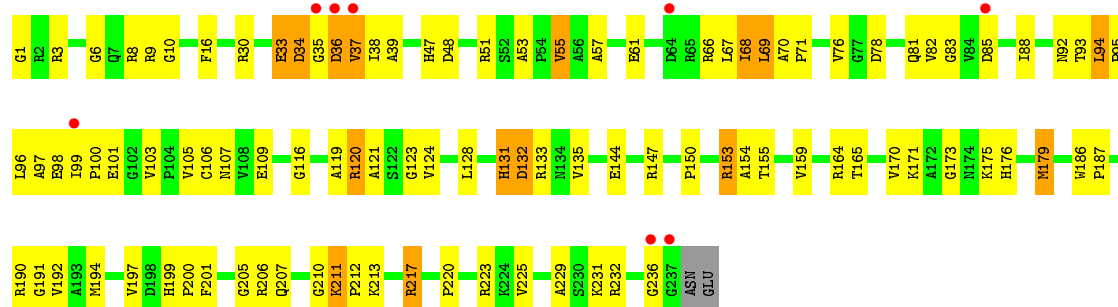 G1 R2 R3 G6 Q7 R8 R9 G10 F16 R30 E33 D34 G35 D36 V37 I38 A39 H47 D48 R51 S52 A53 P54 V55 A56 A57 E61 D64 R65 R66 L67 I68 L69 A70 P71 V76 G77 D78 Q81 V82 G83 V84 D85 I88 N92 T93 L94 P95
L96 A97 E98 I99 P100 E101 G102 V103 P104 V105 C106 N107 V108 E109 G116 A119 R120 A121 S122 G123 V124 L128 H131 D132 R133 N134 V135 E144 R147 P150 R153 A154 T155 V159 R164 T165 V170 K171 A172 G173 N174 K175 H176 M179 W186 P187
R190 G191 V192 A193 M194 V197 D198 H199 P200 F201 G205 R206 Q207 G210 K211 P212 K213 R217 P220 R223 K224 V225 A229 S230 K231 R232 G236 G237 ASN GLU